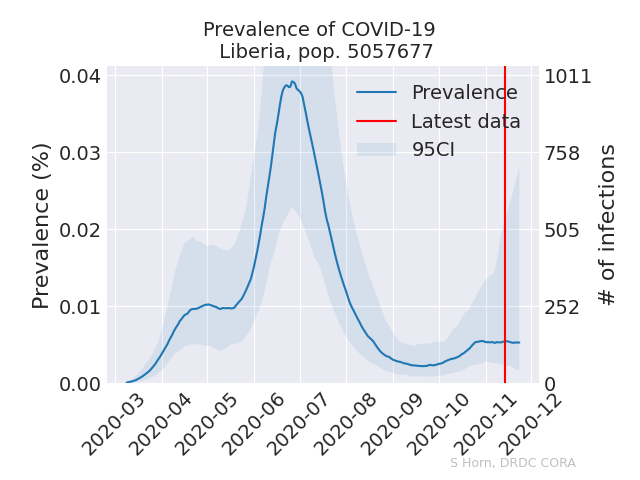 Prevalence of COVID-19
Liberia, pop. 5057677
0.04
0.03
0.02
0.01
0.00
Prevalence (%)
1011
758
505
252
0
# of infections
Prevalence
Latest data
95CI
2020-03
2020-04
2020-05
2020-06
2020-07
2020-08
2020-09
2020-10
2020-11
2020-12
S Horn, DRDC CORA